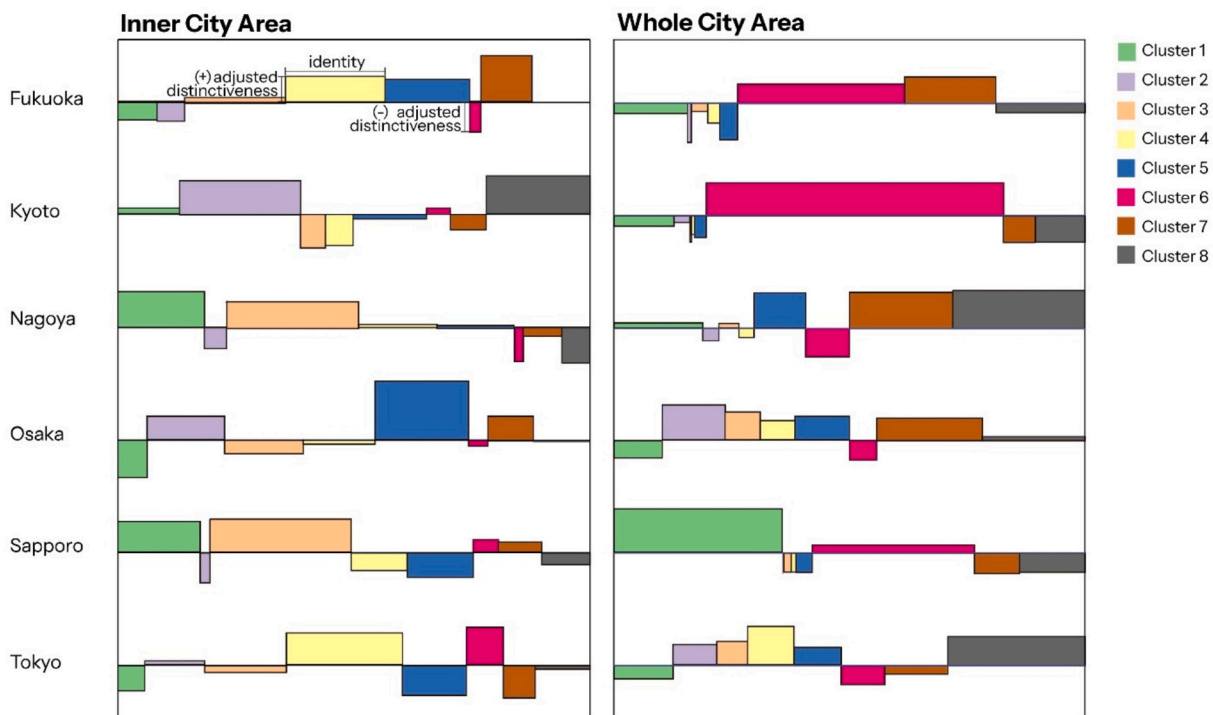 Inner City Area
Whole City Area
Fukuoka
(+) adjusted
distinctiveness
identity
(-) adjusted
distinctiveness
Kyoto
Nagoya
Osaka
Sapporo
Tokyo
Cluster 1
Cluster 2
Cluster 3
Cluster 4
Cluster 5
Cluster 6
Cluster 7
Cluster 8